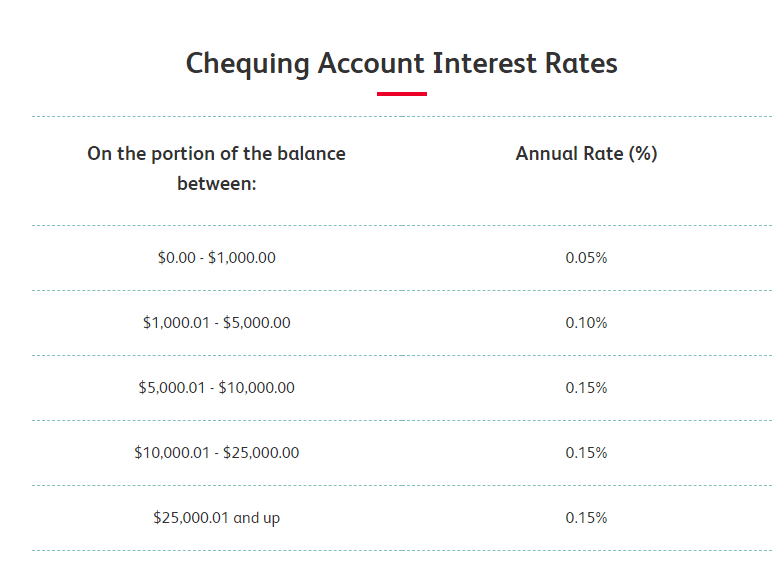 Chequing Account Interest Rates
On the portion of the balance
between:
Annual Rate (%)
$0.00 - $1,000.00
0.05%
$1,000.01 - $5,000.00
0.10%
$5,000.01 - $10,000.00
0.15%
$10,000.01 - $25,000.00
0.15%
$25,000.01 and up
0.15%